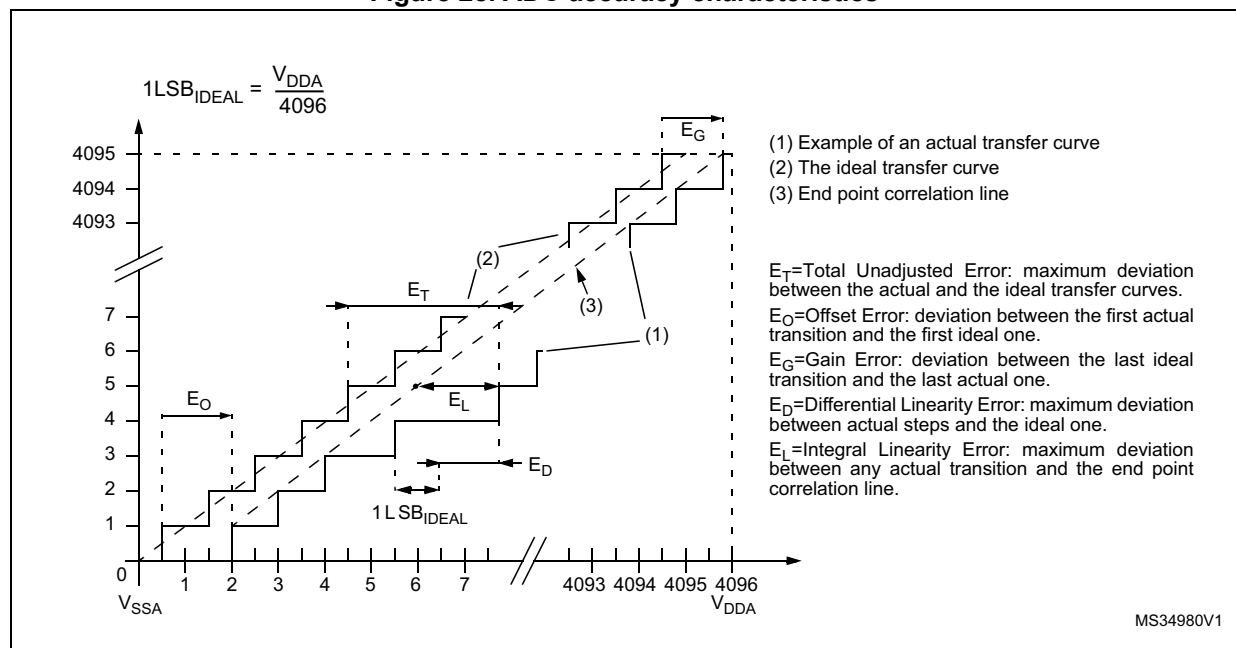 1LSB_IDEAL = V_DDA
4096
E_G
4095
4094
4093
(2)
E_T
(3)
7
6
(1)
5
E_O
E_L
4
3
E_D
2
1LSB_IDEAL
1
0
1 2 3 4 5 6 7 4093 4094 4095 4096
V_SSA
V_DDA
(1) Example of an actual transfer curve
(2) The ideal transfer curve
(3) End point correlation line
E_T=Total Unadjusted Error: maximum deviation
between the actual and the ideal transfer curves.
E_O=Offset Error: deviation between the first actual
transition and the first ideal one.
E_G=Gain Error: deviation between the last ideal
transition and the last actual one.
E_D=Differential Linearity Error: maximum deviation
between actual steps and the ideal one.
E_L=Integral Linearity Error: maximum deviation
between any actual transition and the end point
correlation line.
MS34980V1